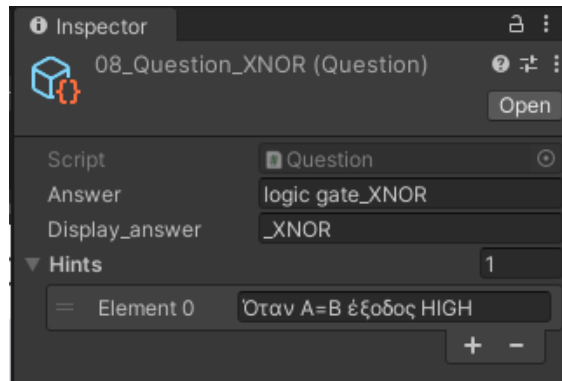 Inspector
08_Question_XNOR (Question)
Open
Script Question
Answer logic gate_XNOR
Display_answer _XNOR
Hints 1
Element 0 Όταν A=B έξοδος HIGH